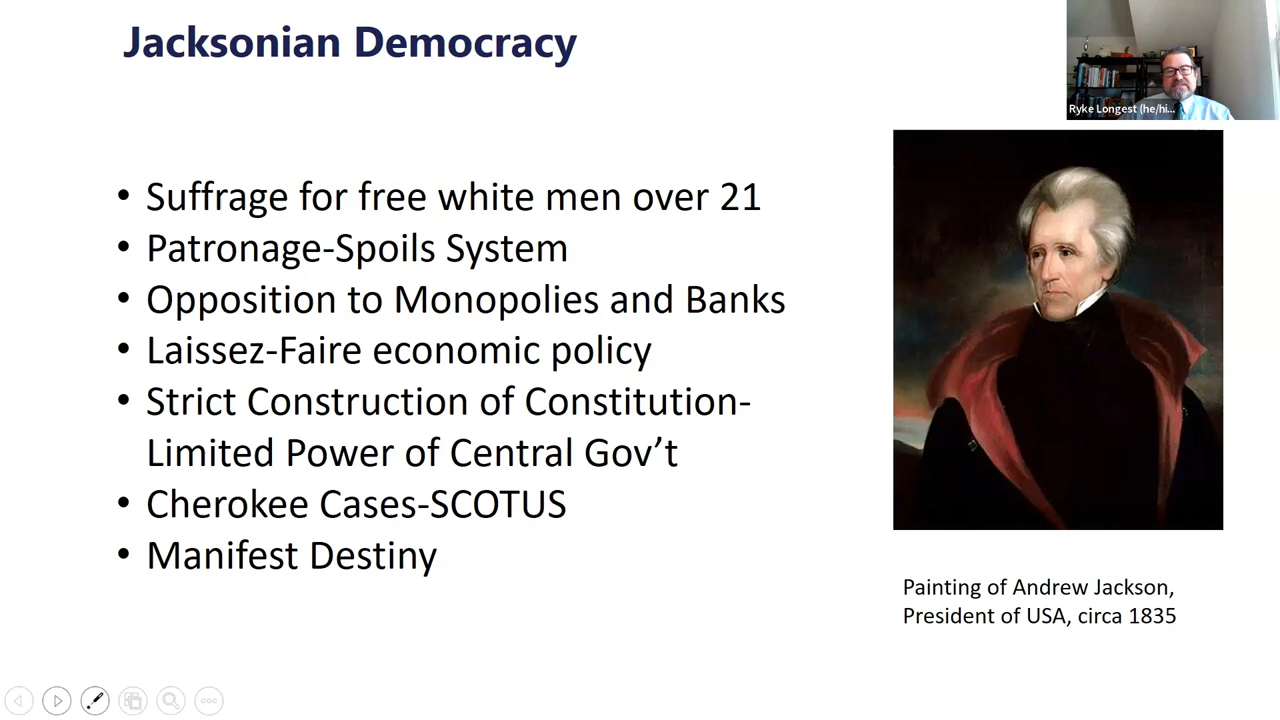 Jacksonian Democracy
Ryke Longest (he/hi...
• Suffrage for free white men over 21
• Patronage-Spoils System
• Opposition to Monopolies and Banks
• Laissez-Faire economic policy
• Strict Construction of Constitution-
Limited Power of Central Gov’t
• Cherokee Cases-SCOTUS
• Manifest Destiny
Painting of Andrew Jackson,
President of USA, circa 1835